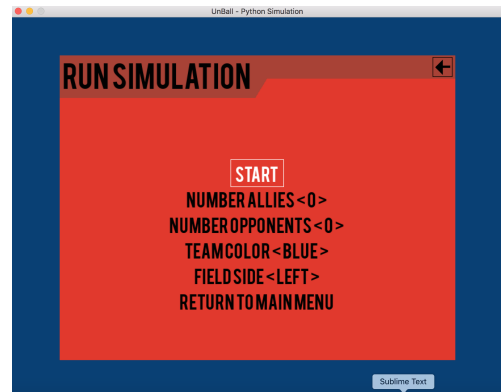 UnBall - Python Simulation
RUN SIMULATION
START
NUMBER ALLIES < 0 >
NUMBER OPPONENTS < 0 >
TEAM COLOR < BLUE >
FIELD SIDE < LEFT >
RETURN TO MAIN MENU
Sublime Text